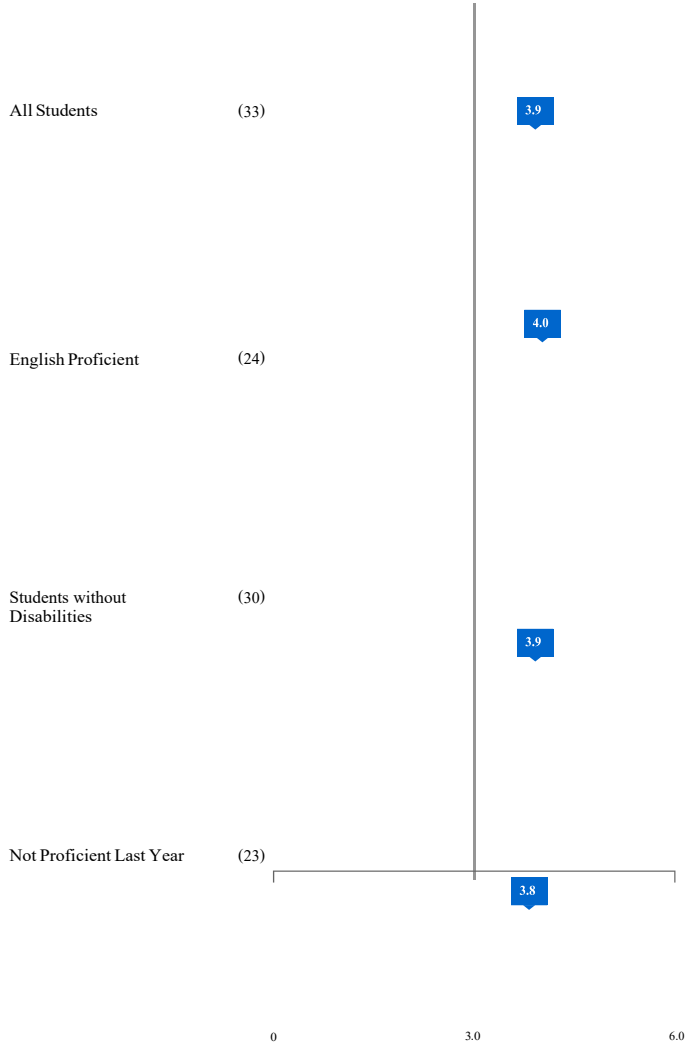 All Students (33) 3.9
4.0
English Proficient (24)
Students without (30)
Disabilities
3.9
Not Proficient Last Year (23)
3.8
0 3.0 6.0